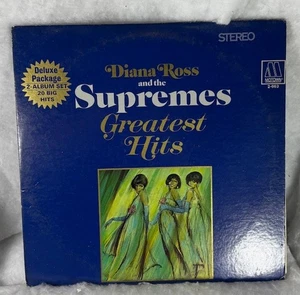 STEREO
Diana Ross
and the
Supremes
Greatest
Hits
Deluxe
Package
2-ALBUM SET
20 BIG
HITS
M